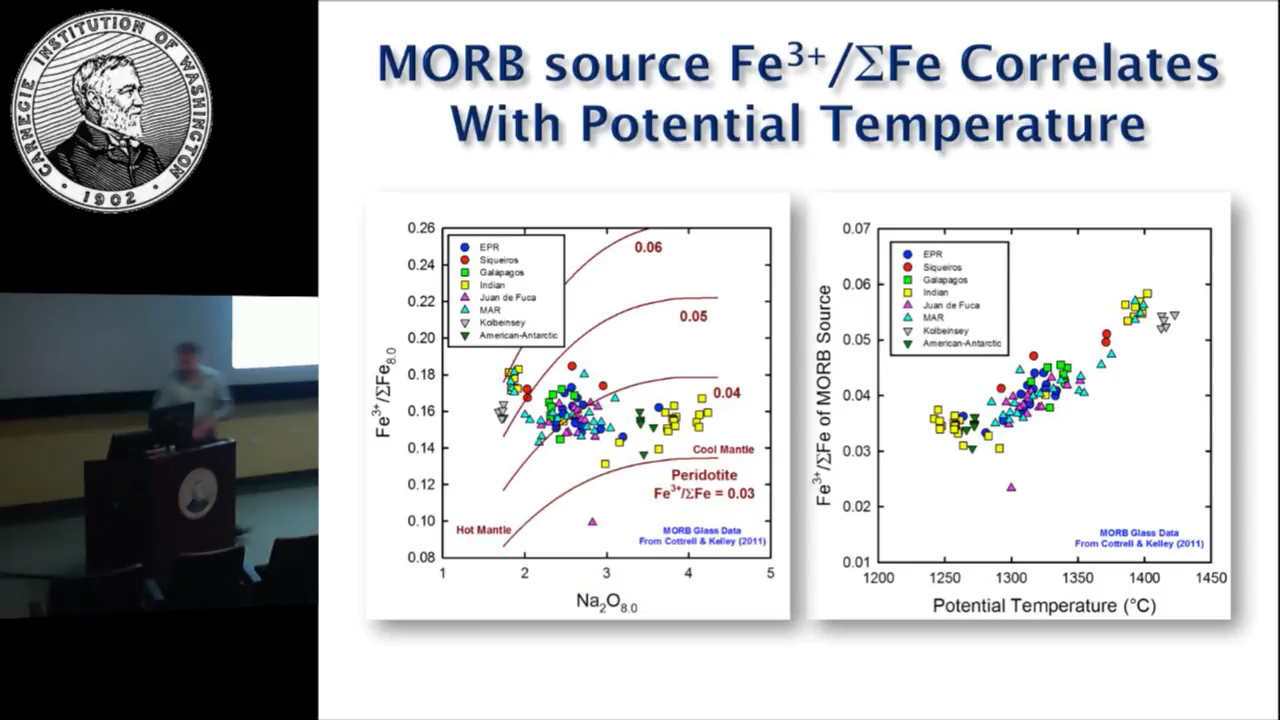 CARNEGIE INSTITUTION OF WASHINGTON
· 1902 ·
MORB source Fe³⁺/ΣFe Correlates
With Potential Temperature
0.26
0.24
0.22
0.20
0.18
0.16
0.14
0.12
0.10
0.08
Fe³⁺/ΣFe₈.₀
EPR
Siqueiros
Galapagos
Indian
Juan de Fuca
MAR
Kolbeinsey
American-Antarctic
0.06
0.05
0.04
Cool Mantle
Peridotite
Fe³⁺/ΣFe = 0.03
Hot Mantle
MORB Glass Data
From Cottrell & Kelley (2011)
1 2 3 4 5
Na₂O₈.₀
0.07
0.06
0.05
0.04
0.03
0.02
0.01
Fe³⁺/ΣFe of MORB Source
EPR
Siqueiros
Galapagos
Indian
Juan de Fuca
MAR
Kolbeinsey
American-Antarctic
MORB Glass Data
From Cottrell & Kelley (2011)
1200 1250 1300 1350 1400 1450
Potential Temperature (°C)